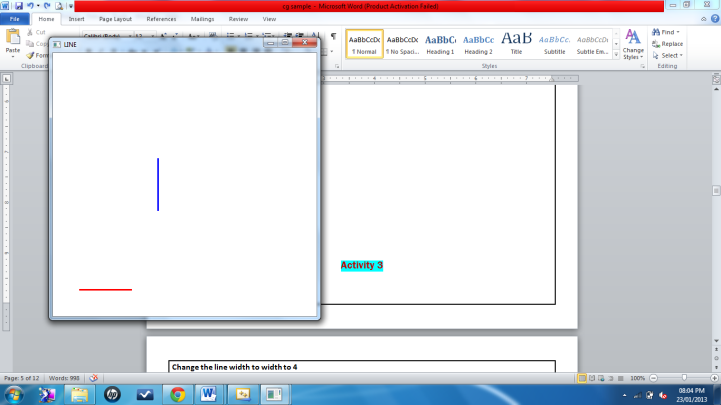 cg sample - Microsoft Word (Product Activation Failed)
File Home Insert Page Layout References Mailings Review View
Paste
Cut
Copy
Clipboard
LINE
AaBbCcDc AaBbCcDc AaBbC AaBbCc AaB AaBbCc. AaBbCcDc
¶ Normal ¶ No Spaci... Heading 1 Heading 2 Title Subtitle Subtle Em...
Change
Styles
Styles
Find
Replace
Select
Editing
Activity 3
Change the line width to width to 4
Page: 5 of 12 Words: 998
100%
08:04 PM
23/01/2013